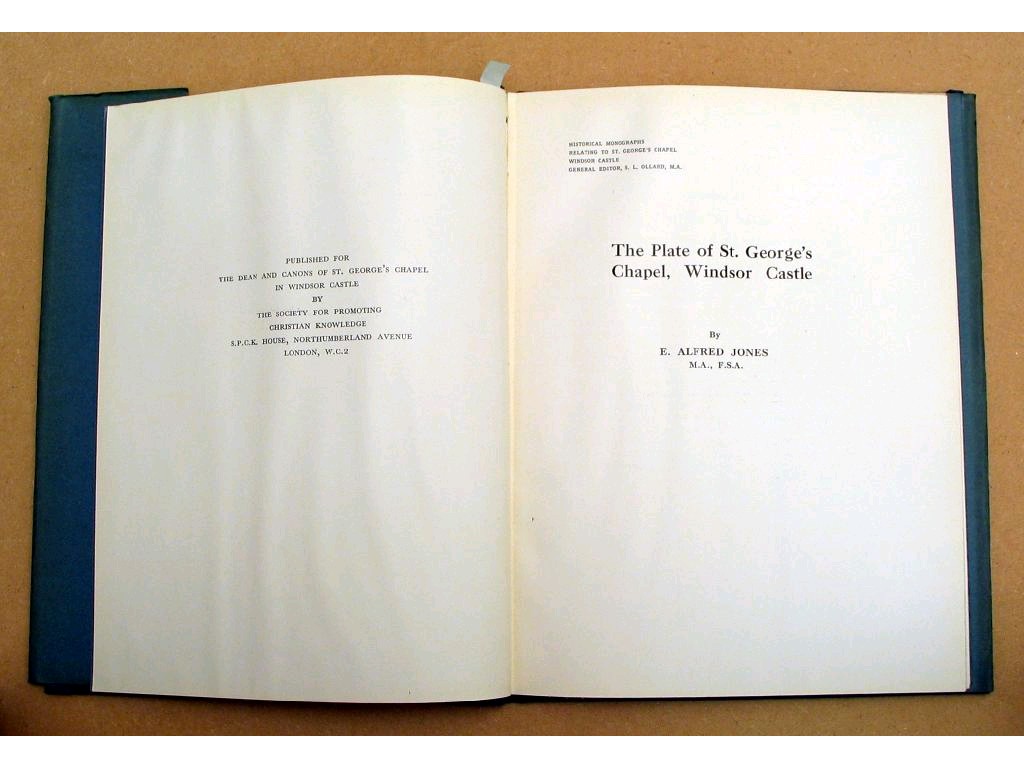 PUBLISHED FOR
THE DEAN AND CANONS OF ST. GEORGE'S CHAPEL
IN WINDSOR CASTLE
BY
THE SOCIETY FOR PROMOTING
CHRISTIAN KNOWLEDGE
S.P.C.K. HOUSE, NORTHUMBERLAND AVENUE
LONDON, W.C.2
HISTORICAL MONOGRAPHS
RELATING TO ST. GEORGE'S CHAPEL
WINDSOR CASTLE
GENERAL EDITOR, S. L. OLLARD, M.A.
The Plate of St. George's
Chapel, Windsor Castle
By
E. ALFRED JONES
M.A., F.S.A.